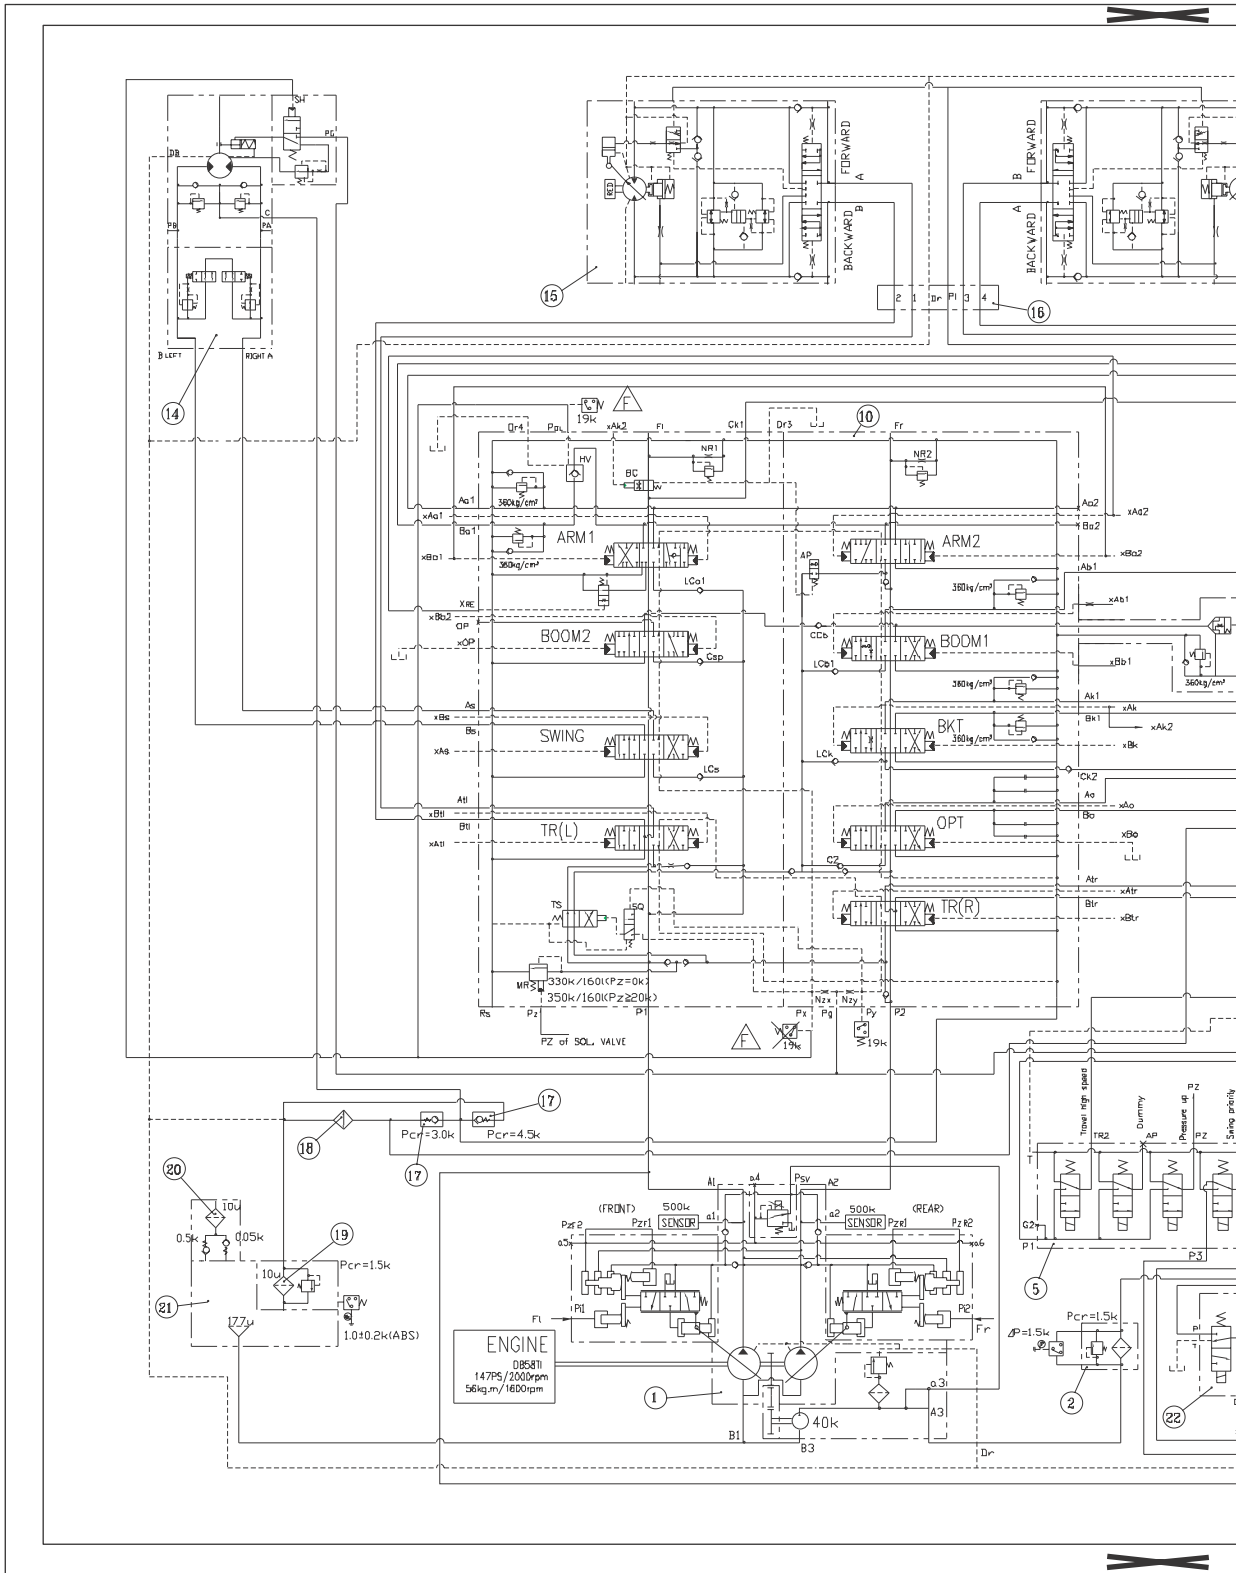 SH
PG
DB
C
PB
PA
B LEFT
RIGHT A
14
RED
FORWARD
BACKWARD
A
B
15
FORWARD
BACKWARD
B
A
2 1 Dr Pi 3 4
16
19k
F
10
Dr4
xAk2
Fl
Ck1
Dr3
Fr
HV
BC
NR1
NR2
360kg/cm²
360kg/cm²
Aa1
xAa1
Ba1
xBa1
ARM1
ARM2
AP
Aa2
xAa2
Ba2
xBa2
Ab1
360kg/cm²
xAb1
LCa1
XRE
xBb2
OP
xOP
BOOM2
Csp
CCb
LCb1
BOOM1
xBb1
360kg/cm²
360kg/cm²
As
xBs
Bs
xAs
SWING
LCs
LCk
BKT
360kg/cm²
Ak1
xAk
Bk1
xAk2
xBk
Ck2
Atl
xBtl
Btl
xAtl
TR(L)
C2
OPT
Ao
xAo
Bo
xBo
TS
SQ
TR(R)
Atr
xAtr
Btr
xBtr
MR
330k/160l(Pz=0k)
350k/160l(Pz≥20k)
Nzx
Nzy
Rs
Pz
P1
Px
Pg
Py
P2
PZ of SOL. VALVE
F
19k
19k
17
18
Pcr=3.0k
Pcr=4.5k
17
Travel high speed
Dummy
Pressure up
Swing priority
PZ
TR2
AP
PZ
G2
P1
P3
5
20
10u
0.5k
0.05k
19
Pcr=1.5k
10u
21
177u
1.0±0.2k(ABS)
A1
a4
Psv
A2
(FRONT)
500k
SENSOR
a1
a2
500k
SENSOR
(REAR)
PzF2
PzF1
PzR1
PzR2
a5
a6
Pi1
Pi2
Fl
Fr
ENGINE
DB58TI
147PS/2000rpm
56kg.m/1600rpm
1
40k
a3
A3
B1
B3
Dr
Pcr=1.5k
ΔP=1.5k
2
P
T
22